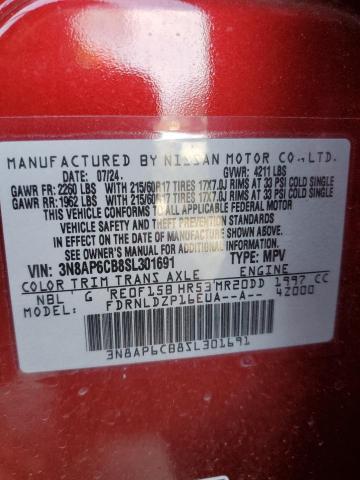 MANUFACTURED BY NISSAN MOTOR CO., LTD.
DATE: 07/24 GVWR: 4211 LBS
GAWR FR: 2260 LBS WITH 215/60R17 TIRES 17X7.0J RIMS AT 33 PSI COLD SINGLE
GAWR RR: 1962 LBS WITH 215/60R17 TIRES 17X7.0J RIMS AT 33 PSI COLD SINGLE
THIS VEHICLE CONFORMS TO ALL APPLICABLE FEDERAL MOTOR
VEHICLE SAFETY AND THEFT PREVENTION STANDARDS
IN EFFECT ON THE DATE OF MANUFACTURE SHOWN ABOVE
SEE OWNER'S MANUAL FOR ADDITIONAL INFORMATION
VIN: 3N8AP6CB8SL301691 TYPE: MPV
COLOR TRIM TRANS AXLE ENGINE
NBL G RE0F15B HR53 MR20DD 1997 CC
MODEL FDRNLDZP16EUA--A-- 4Z000
3N8AP6CB8SL301691